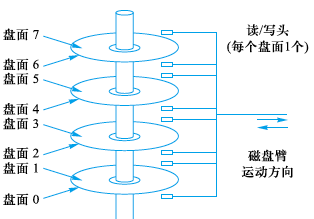 盘面 7
盘面 6
盘面 5
盘面 4
盘面 3
盘面 2
盘面 1
盘面 0
读/写头
(每个盘面1个)
磁盘臂
运动方向